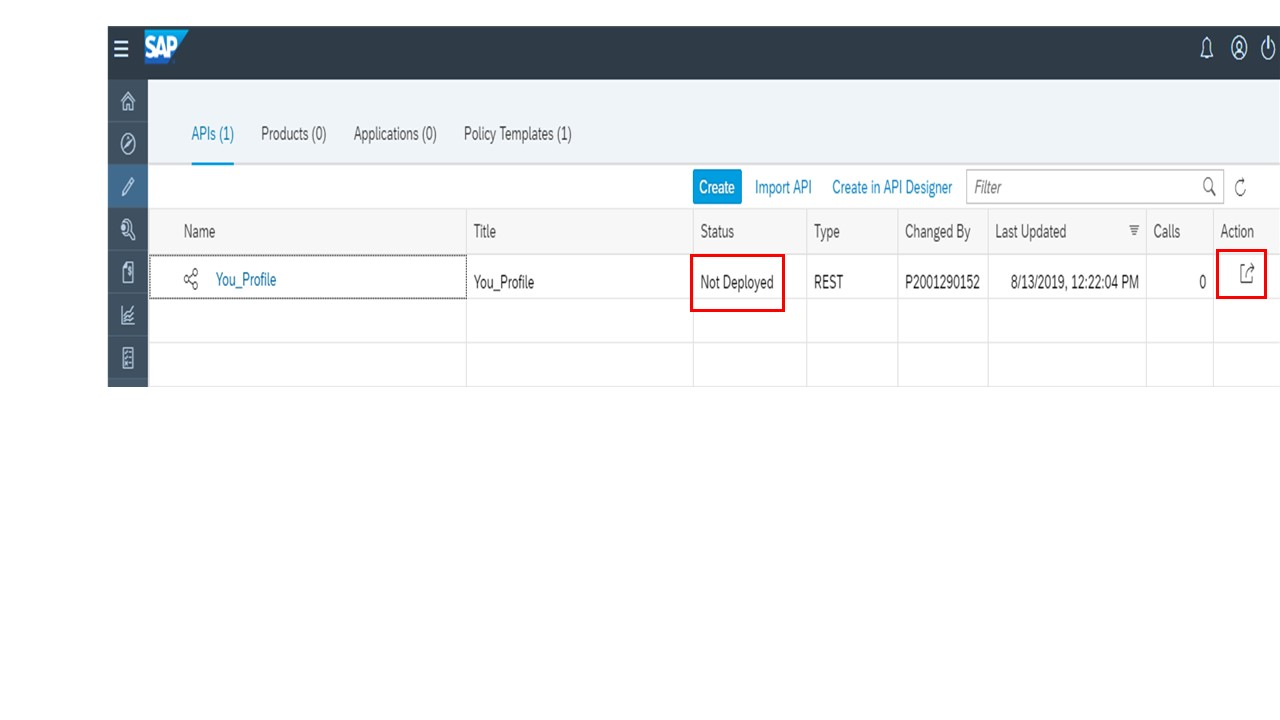 SAP
APIs (1) Products (0) Applications (0) Policy Templates (1)
Create Import API Create in API Designer Filter
Name Title Status Type Changed By Last Updated Calls Action
You_Profile You_Profile Not Deployed REST P2001290152 8/13/2019, 12:22:04 PM 0